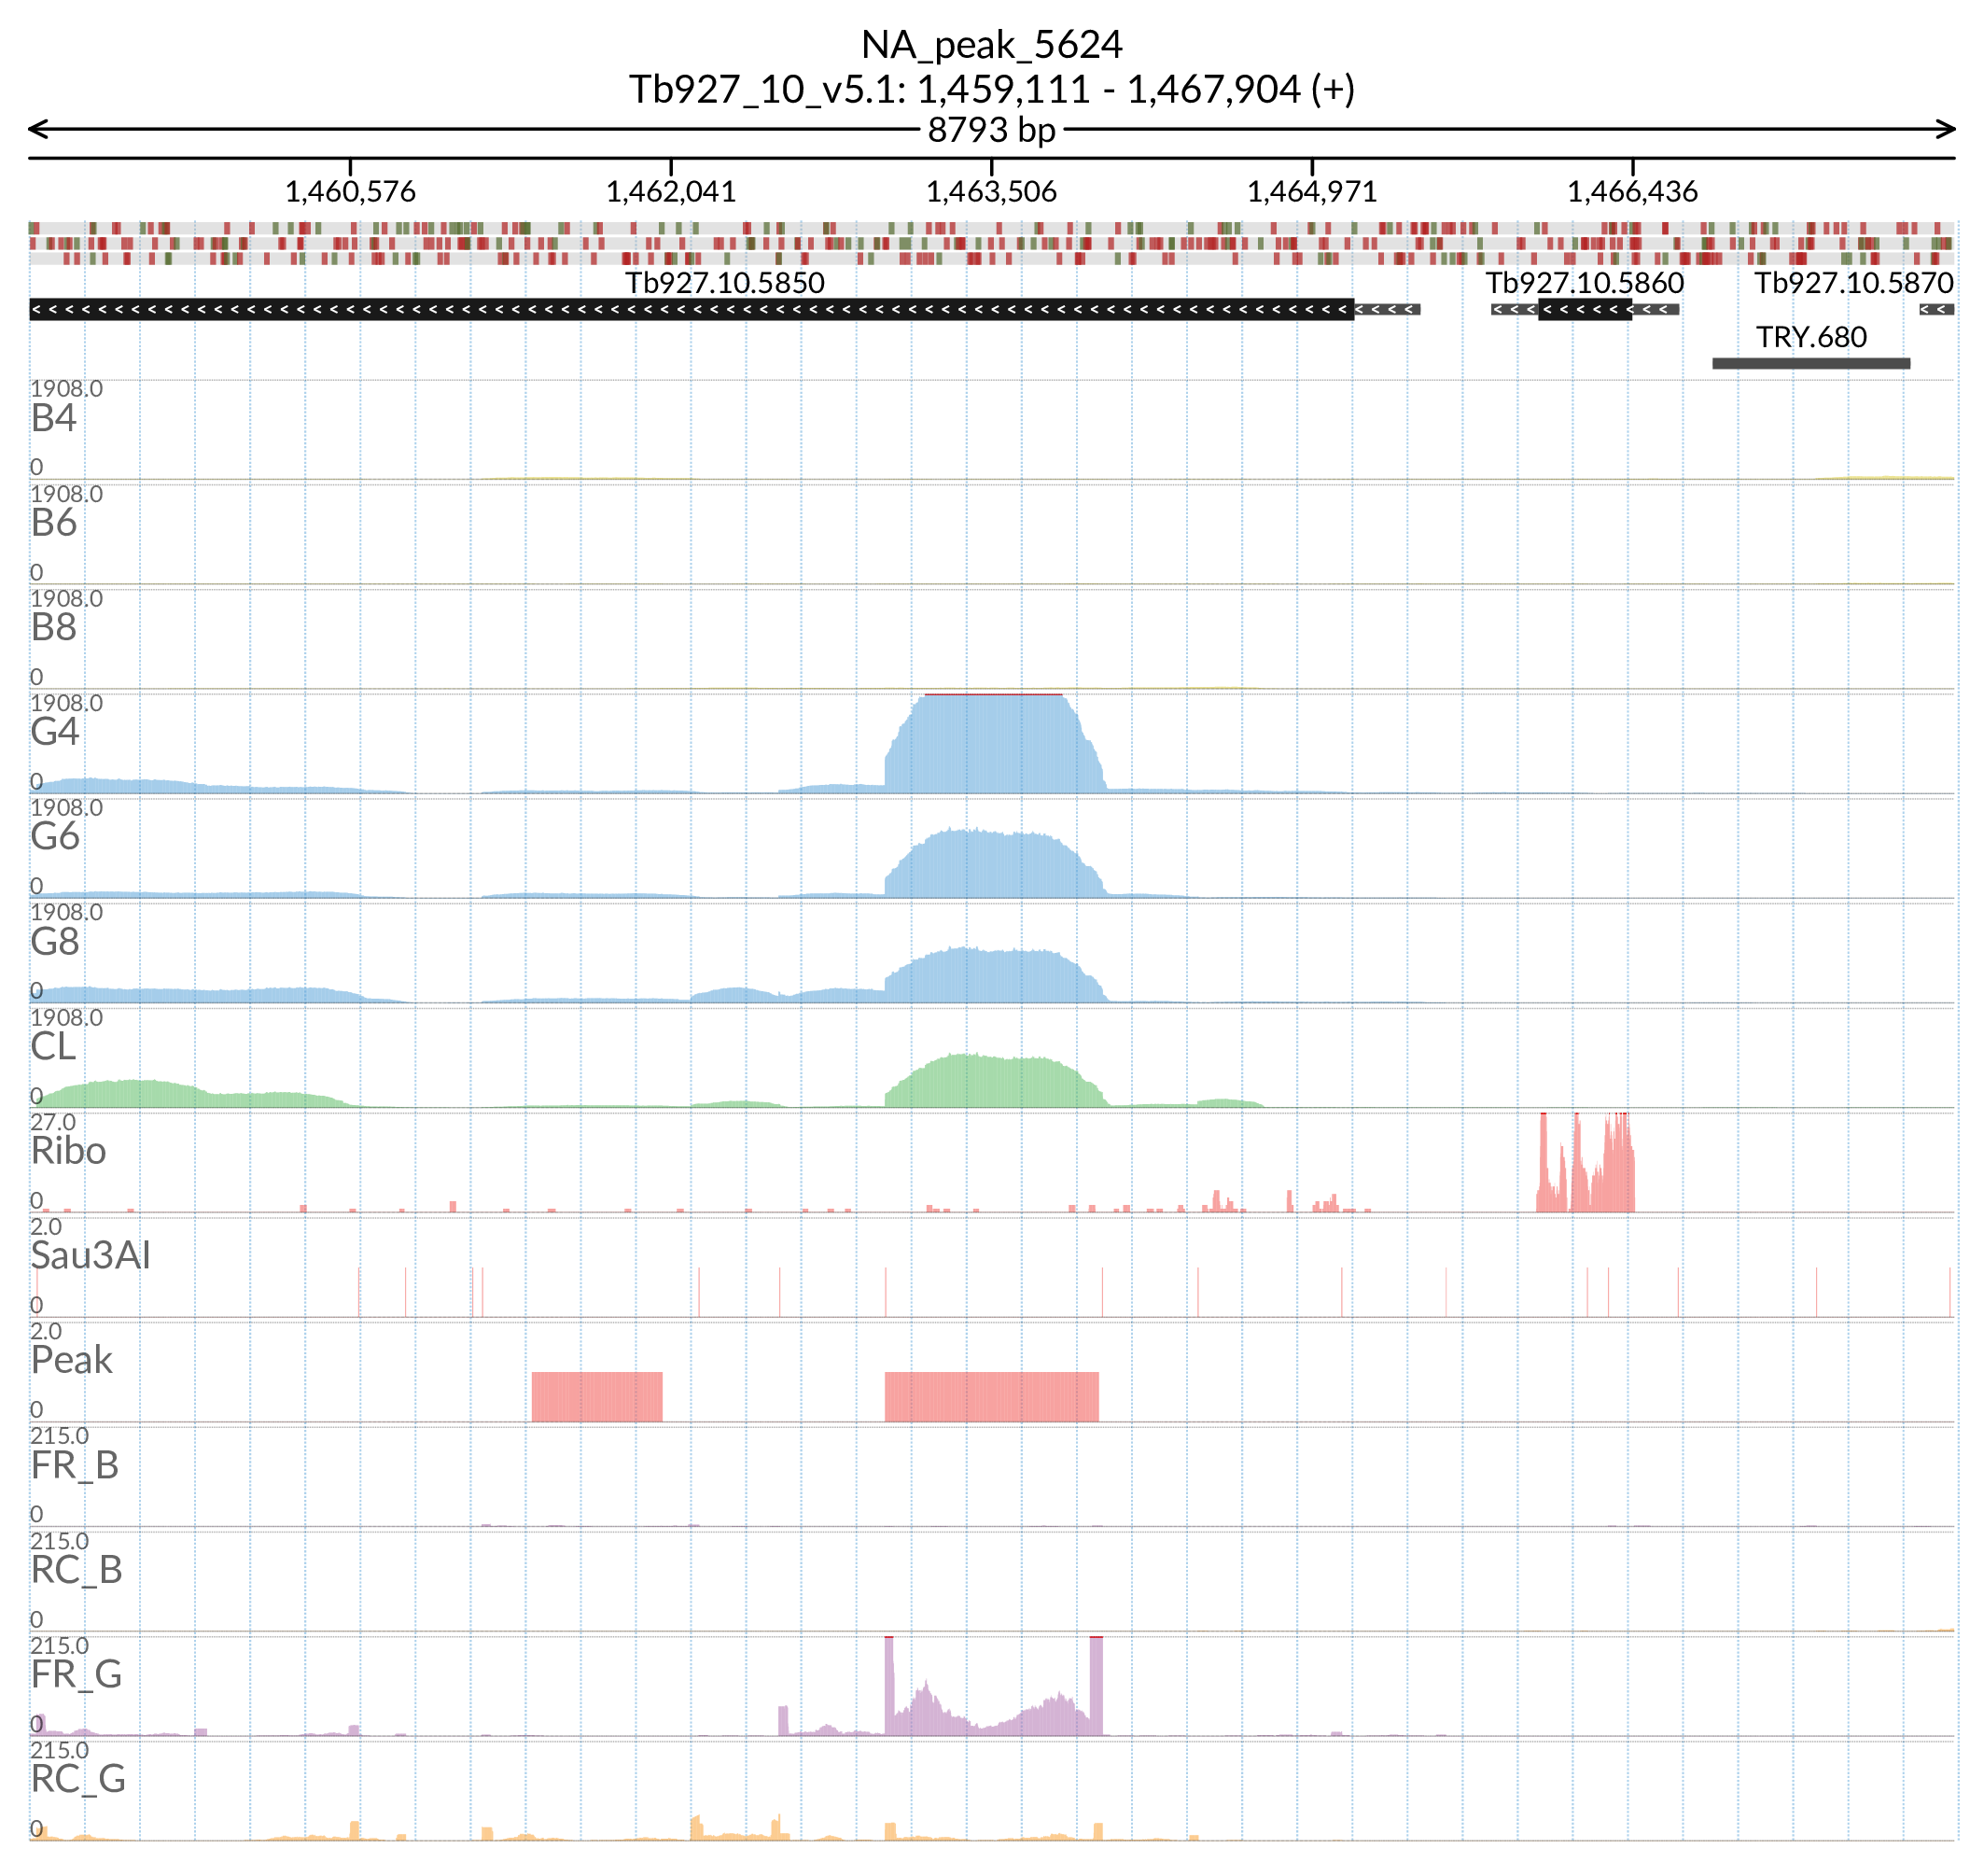 NA_peak_5624
Tb927_10_v5.1: 1,459,111 - 1,467,904 (+)
8793 bp
1,460,576 1,462,041 1,463,506 1,464,971 1,466,436
Tb927.10.5850 Tb927.10.5860 Tb927.10.5870
TRY.680
1908.0
B4
0
1908.0
B6
0
1908.0
B8
0
1908.0
G4
0
1908.0
G6
0
1908.0
G8
0
1908.0
CL
0
27.0
Ribo
0
2.0
Sau3AI
0
2.0
Peak
0
215.0
FR_B
0
215.0
RC_B
0
215.0
FR_G
0
215.0
RC_G
0